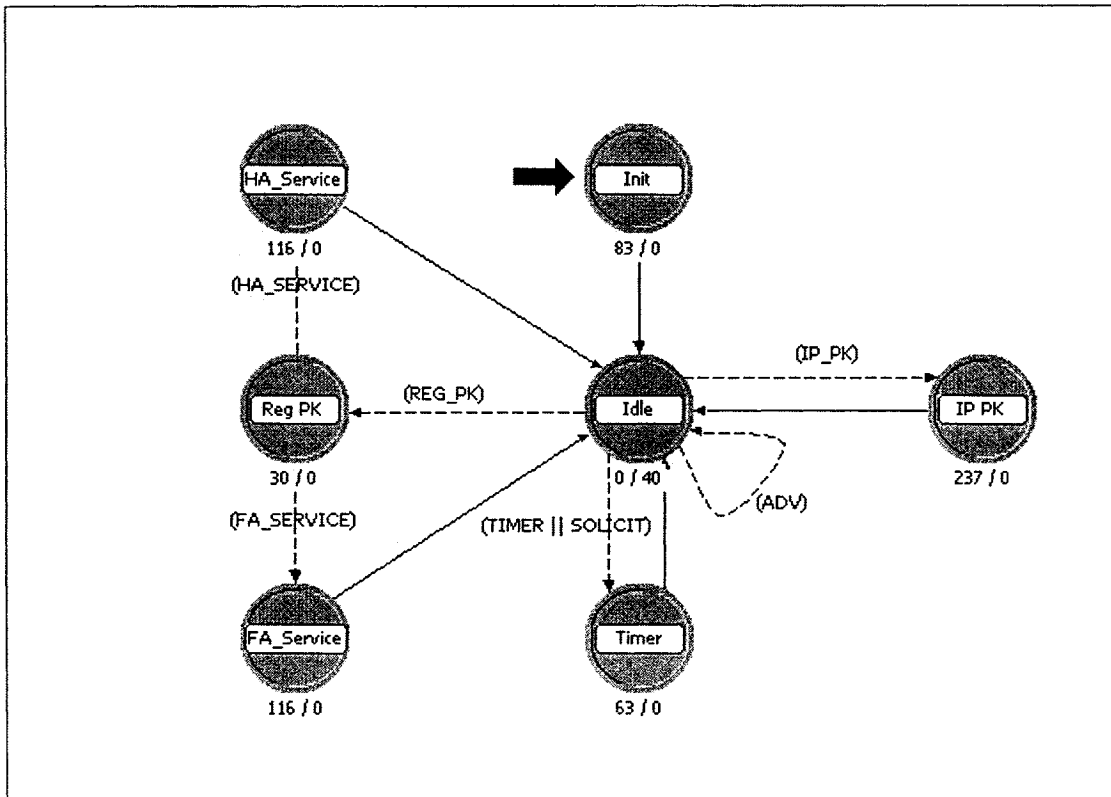 HA_Service
Init
116 / 0
83 / 0
(HA_SERVICE)
(IP_PK)
(REG_PK)
Reg PK
Idle
IP PK
30 / 0
0 / 40
237 / 0
(ADV)
(FA_SERVICE)
(TIMER || SOLICIT)
FA_Service
Timer
116 / 0
63 / 0